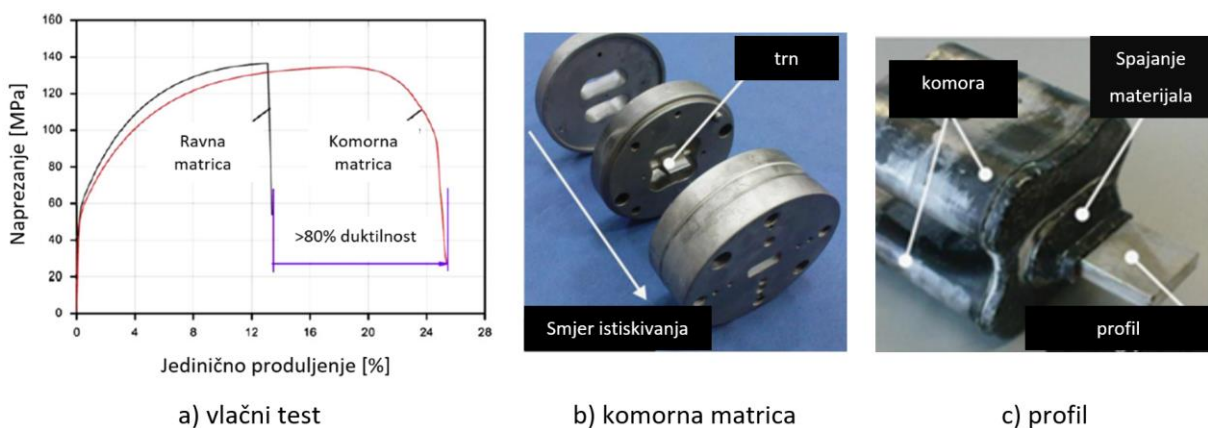 160
140
120
100
80
60
40
20
0
0 4 8 12 16 20 24 28
Naprezanje [MPa]
Jedinično produljenje [%]
Ravna
matrica
Komorna
matrica
>80% duktilnost
trn
Smjer istiskivanja
komora
Spajanje
materijala
profil
a) vlačni test
b) komorna matrica
c) profil